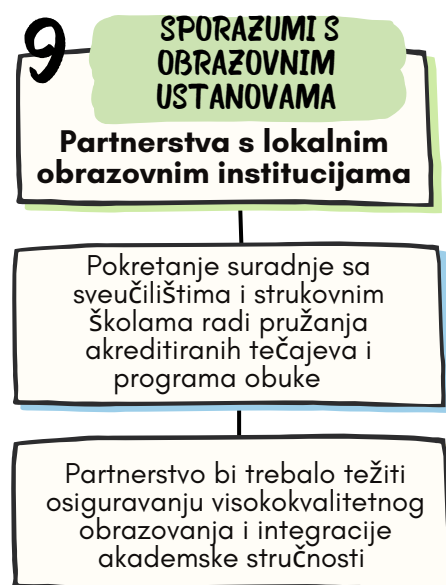 9
SPORAZUMI S
OBRAZOVNIM
USTANOVAMA
Partnerstva s lokalnim
obrazovnim institucijama
Pokretanje suradnje sa
sveučilištima i strukovnim
školama radi pružanja
akreditiranih tečajeva i
programa obuke
Partnerstvo bi trebalo težiti
osiguravanju visokokvalitetnog
obrazovanja i integracije
akademske stručnosti